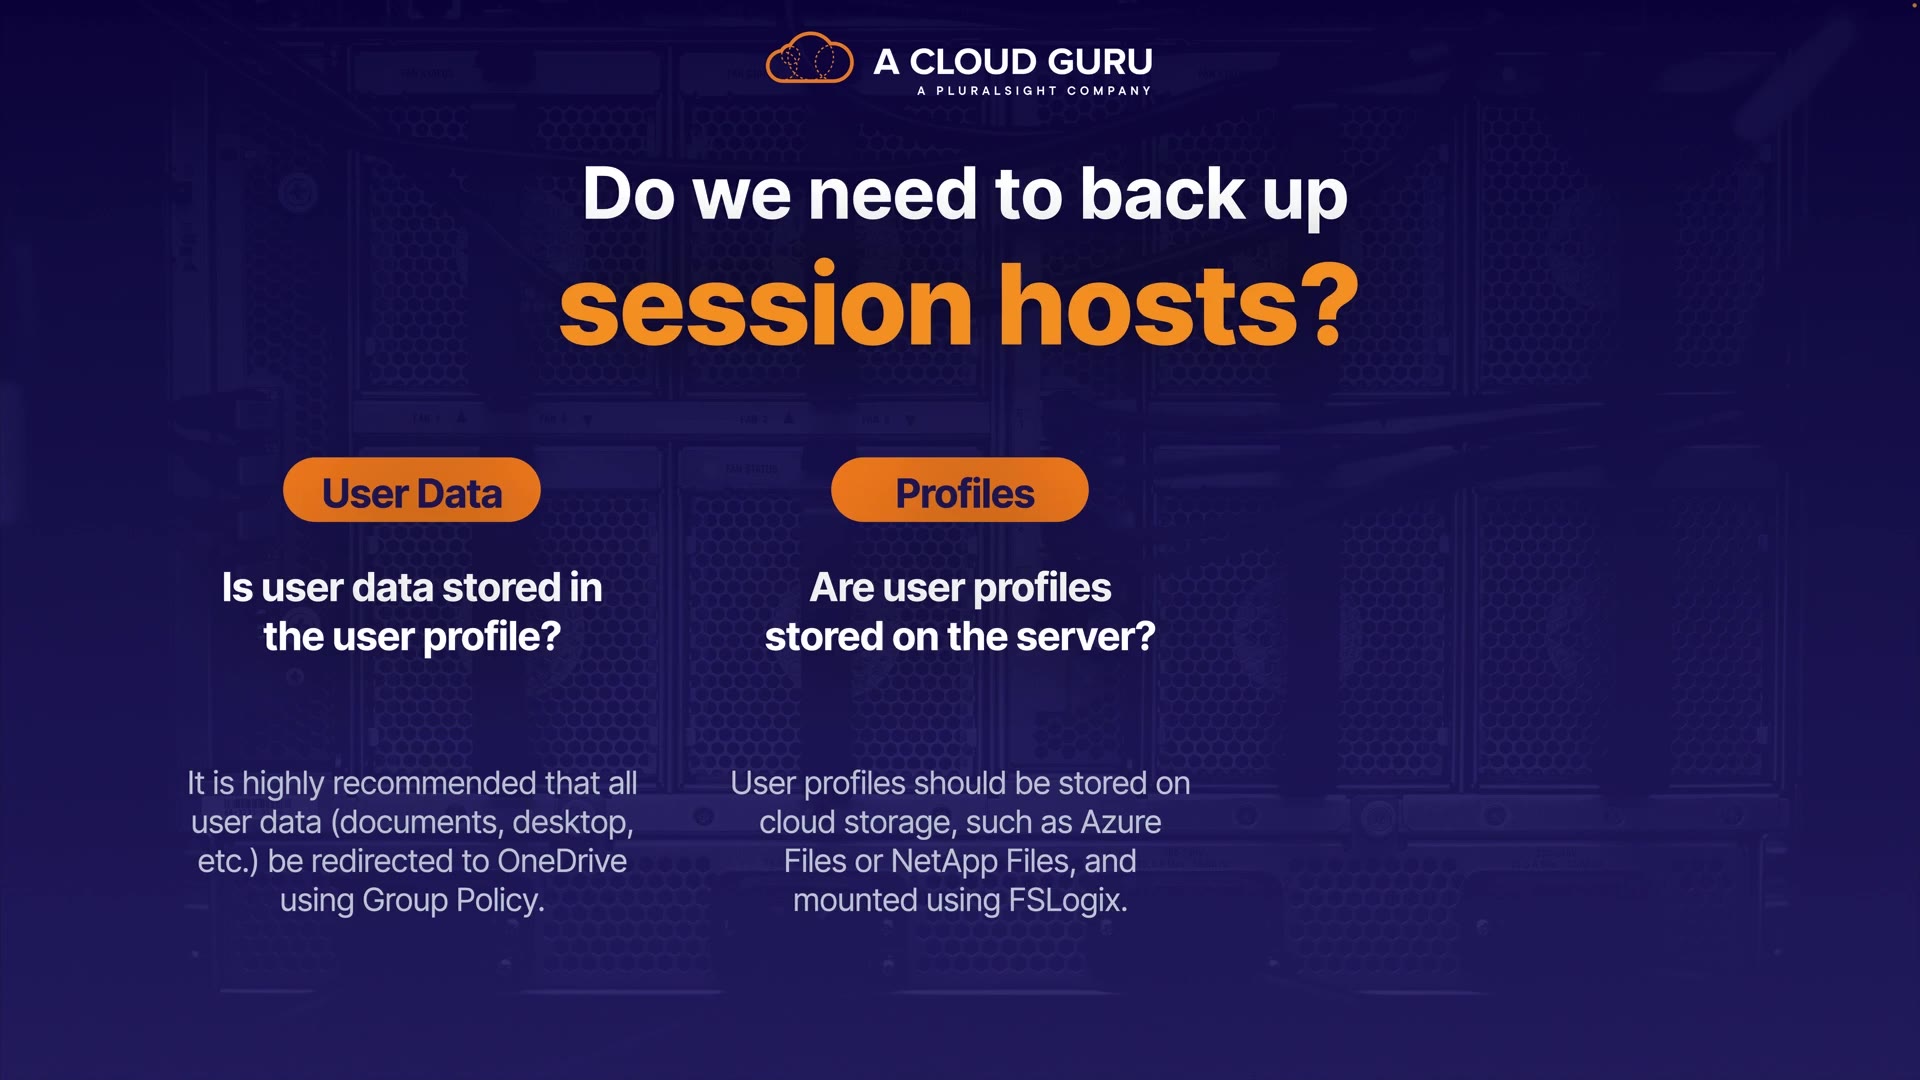 A CLOUD GURU
A PLURALSIGHT COMPANY
Do we need to back up
session hosts?
User Data
Is user data stored in
the user profile?
It is highly recommended that all
user data (documents, desktop,
etc.) be redirected to OneDrive
using Group Policy.
Profiles
Are user profiles
stored on the server?
User profiles should be stored on
cloud storage, such as Azure
Files or NetApp Files, and
mounted using FSLogix.